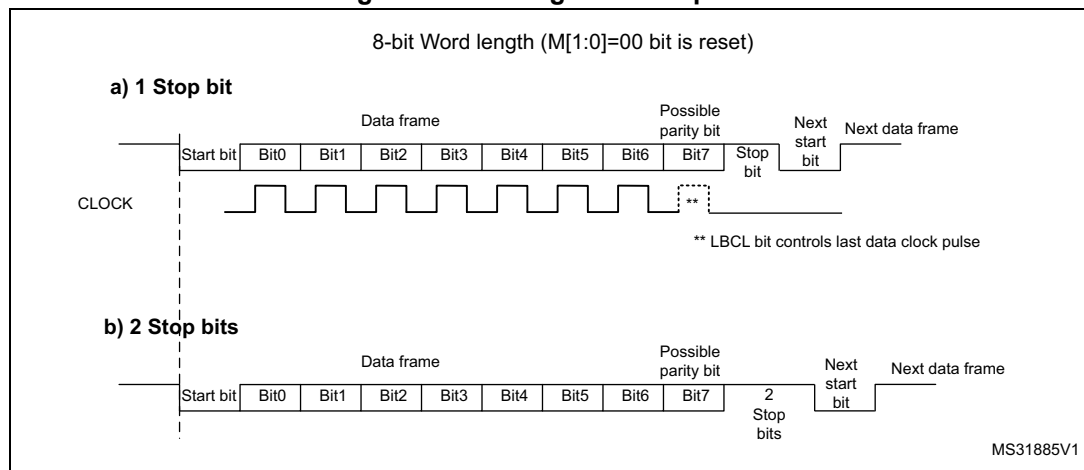 8-bit Word length (M[1:0]=00 bit is reset)
a) 1 Stop bit
Data frame
Possible
parity bit
Next
start
bit
Next data frame
Start bit Bit0 Bit1 Bit2 Bit3 Bit4 Bit5 Bit6 Bit7
Stop
bit
CLOCK
**
** LBCL bit controls last data clock pulse
b) 2 Stop bits
Data frame
Possible
parity bit
Next
start
bit
Next data frame
Start bit Bit0 Bit1 Bit2 Bit3 Bit4 Bit5 Bit6 Bit7
2
Stop
bits
MS31885V1